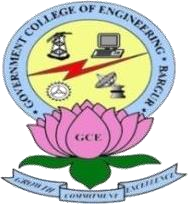 GOVERNMENT COLLEGE OF ENGINEERING • BARGUR •
GCE
GROWTH COMMITMENT EXCELLENCE